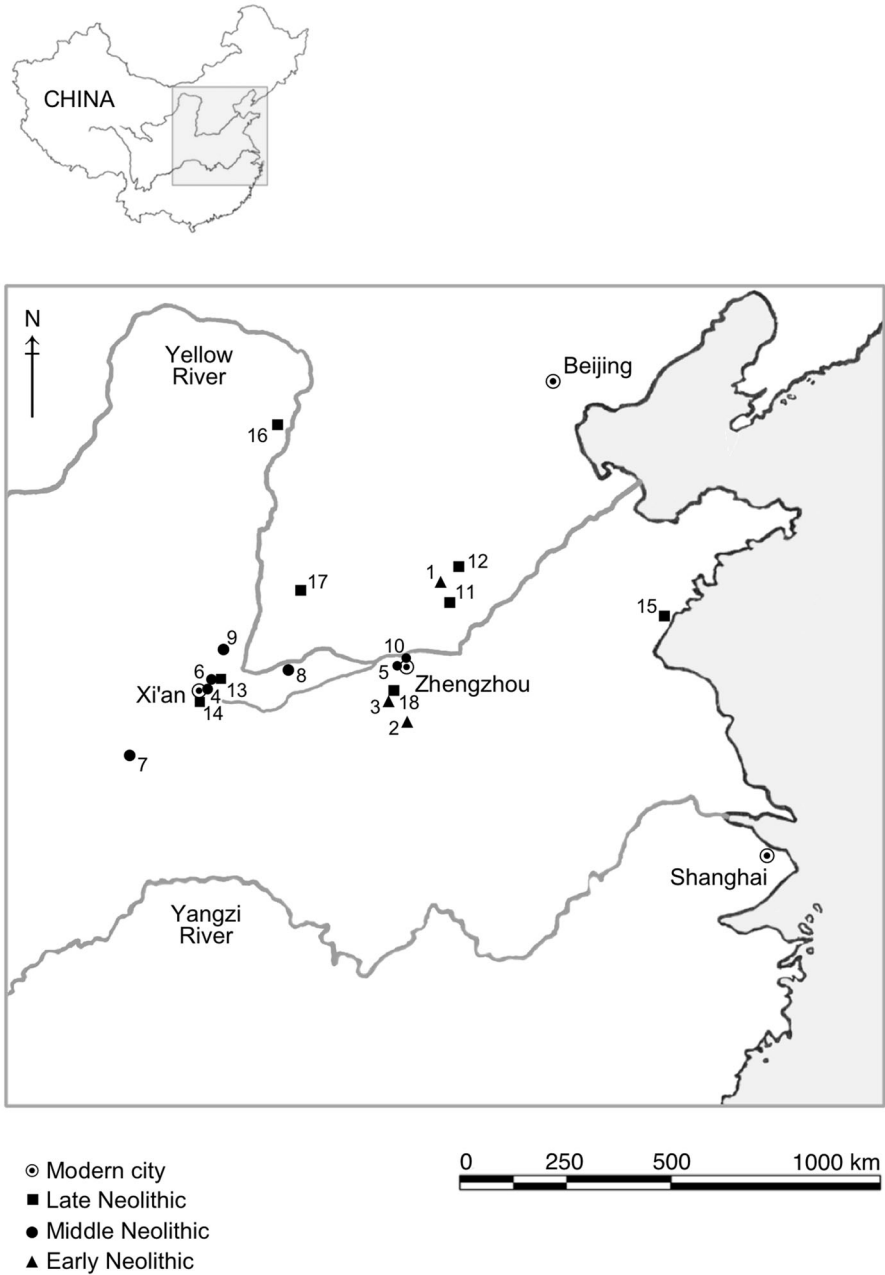 CHINA
N
Yellow
River
Beijing
16
12
1
11
17
15
9
10
6
5
8
Xi'an
4
13
Zhengzhou
14
3
18
2
7
Shanghai
Yangzi
River
Modern city
Late Neolithic
Middle Neolithic
Early Neolithic
0 250 500 1000 km